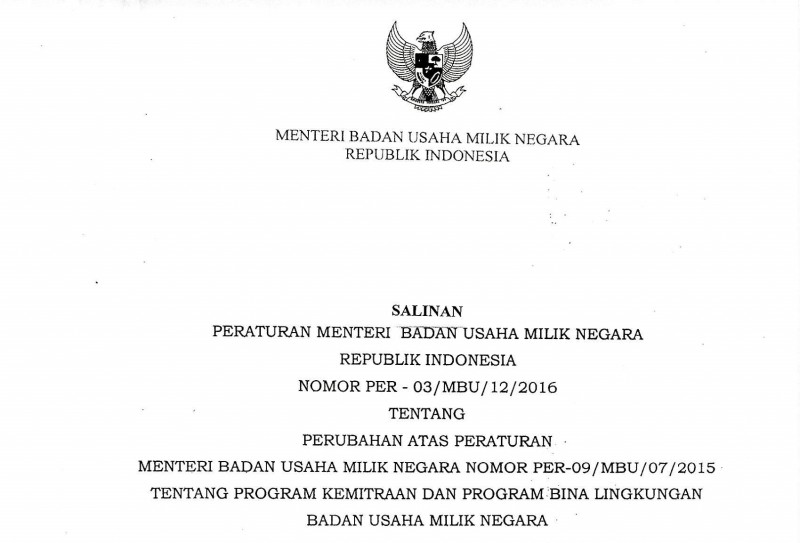 MENTERI BADAN USAHA MILIK NEGARA
REPUBLIK INDONESIA
SALINAN
PERATURAN MENTERI BADAN USAHA MILIK NEGARA
REPUBLIK INDONESIA
NOMOR PER - 03/MBU/12/2016
TENTANG
PERUBAHAN ATAS PERATURAN
MENTERI BADAN USAHA MILIK NEGARA NOMOR PER-09/MBU/07/2015
TENTANG PROGRAM KEMITRAAN DAN PROGRAM BINA LINGKUNGAN
BADAN USAHA MILIK NEGARA